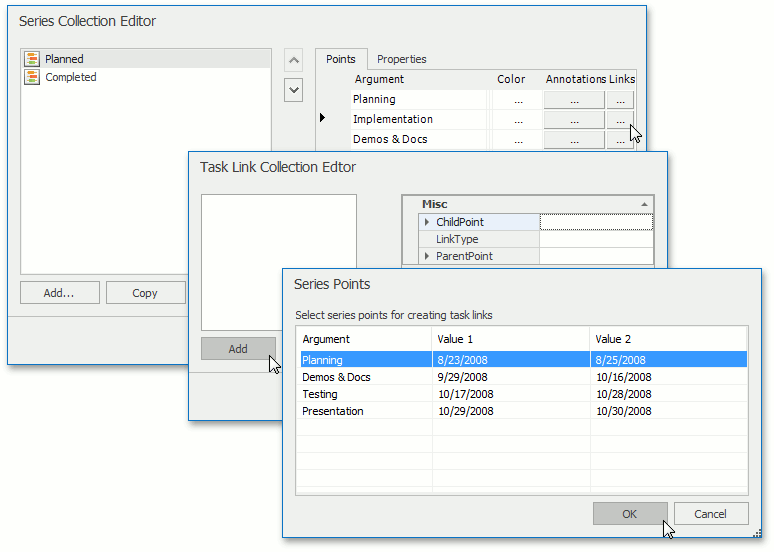 Series Collection Editor
Planned
Completed
Points Properties
Argument Color Annotations Links
Planning ... ... ...
Implementation ... ... ...
Demos & Docs ... ... ...
Add... Copy
Task Link Collection Edtor
Misc
ChildPoint
LinkType
ParentPoint
Add
Series Points
Select series points for creating task links
Argument Value 1 Value 2
Planning 8/23/2008 8/25/2008
Demos & Docs 9/29/2008 10/16/2008
Testing 10/17/2008 10/28/2008
Presentation 10/29/2008 10/30/2008
OK Cancel